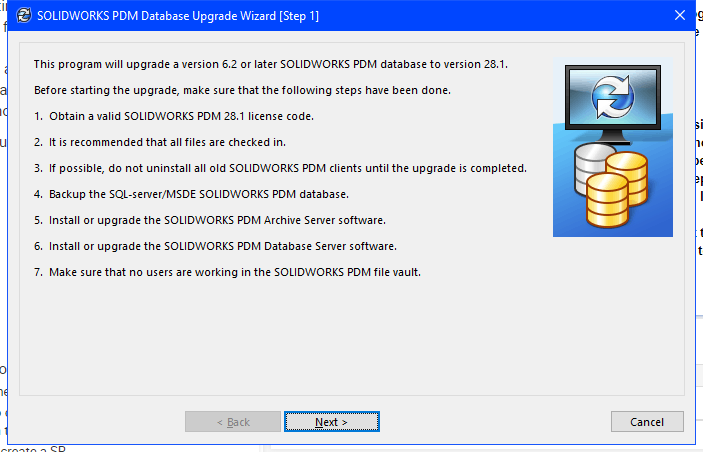 SOLIDWORKS PDM Database Upgrade Wizard [Step 1]
This program will upgrade a version 6.2 or later SOLIDWORKS PDM database to version 28.1.
Before starting the upgrade, make sure that the following steps have been done.
1. Obtain a valid SOLIDWORKS PDM 28.1 license code.
2. It is recommended that all files are checked in.
3. If possible, do not uninstall all old SOLIDWORKS PDM clients until the upgrade is completed.
4. Backup the SQL-server/MSDE SOLIDWORKS PDM database.
5. Install or upgrade the SOLIDWORKS PDM Archive Server software.
6. Install or upgrade the SOLIDWORKS PDM Database Server software.
7. Make sure that no users are working in the SOLIDWORKS PDM file vault.
< Back
Next >
Cancel